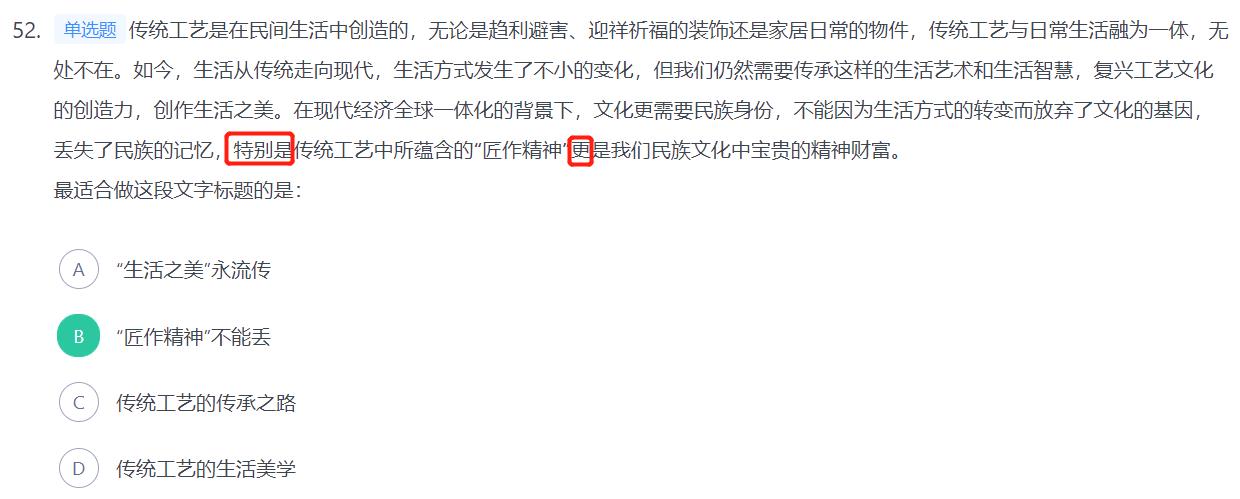 52. 单选题 传统工艺是在民间生活中创造的，无论是趋利避害、迎祥祈福的装饰还是家居日常的物件，传统工艺与日常生活融为一体，无
处不在。如今，生活从传统走向现代，生活方式发生了不小的变化，但我们仍然需要传承这样的生活艺术和生活智慧，复兴工艺文化
的创造力，创作生活之美。在现代经济全球一体化的背景下，文化更需要民族身份，不能因为生活方式的转变而放弃了文化的基因，
丢失了民族的记忆，特别是传统工艺中所蕴含的“匠作精神”更是我们民族文化中宝贵的精神财富。
最适合做这段文字标题的是：
A “生活之美”永流传
B “匠作精神”不能丢
C 传统工艺的传承之路
D 传统工艺的生活美学